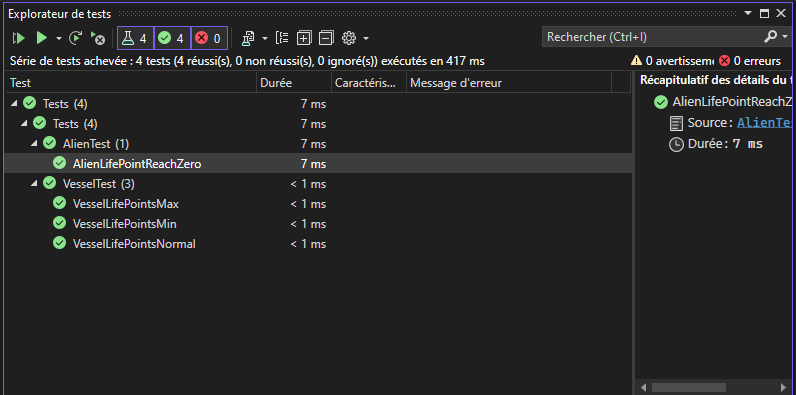 Explorateur de tests
4 4 0
Rechercher (Ctrl+I)
Série de tests achevée : 4 tests (4 réussi(s), 0 non réussi(s), 0 ignoré(s)) exécutés en 417 ms
0 avertisseme 0 erreurs
Test Durée Caractéris... Message d'erreur
Tests (4) 7 ms
Tests (4) 7 ms
AlienTest (1) 7 ms
AlienLifePointReachZero 7 ms
VesselTest (3) < 1 ms
VesselLifePointsMax < 1 ms
VesselLifePointsMin < 1 ms
VesselLifePointsNormal < 1 ms
Récapitulatif des détails du t
AlienLifePointReachZ
Source: AlienTe
Durée: 7 ms